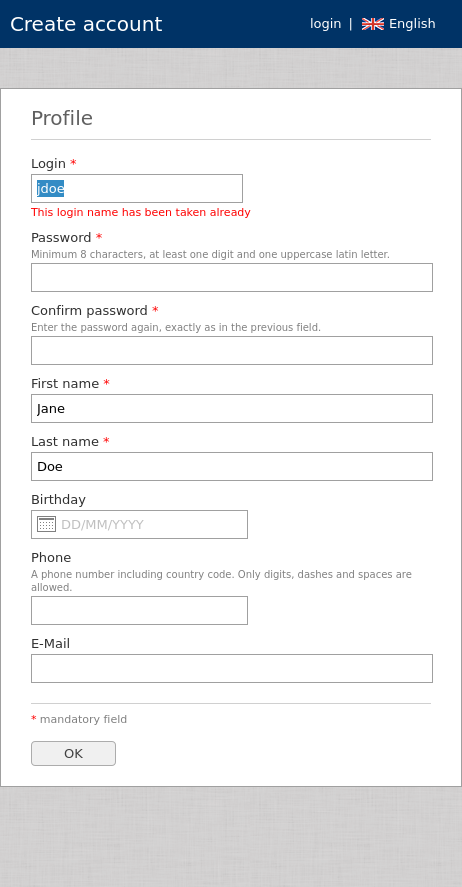 Create account
login | English
Profile
Login *
jdoe
This login name has been taken already
Password *
Minimum 8 characters, at least one digit and one uppercase latin letter.
Confirm password *
Enter the password again, exactly as in the previous field.
First name *
Jane
Last name *
Doe
Birthday
DD/MM/YYYY
Phone
A phone number including country code. Only digits, dashes and spaces are
allowed.
E-Mail
* mandatory field
OK